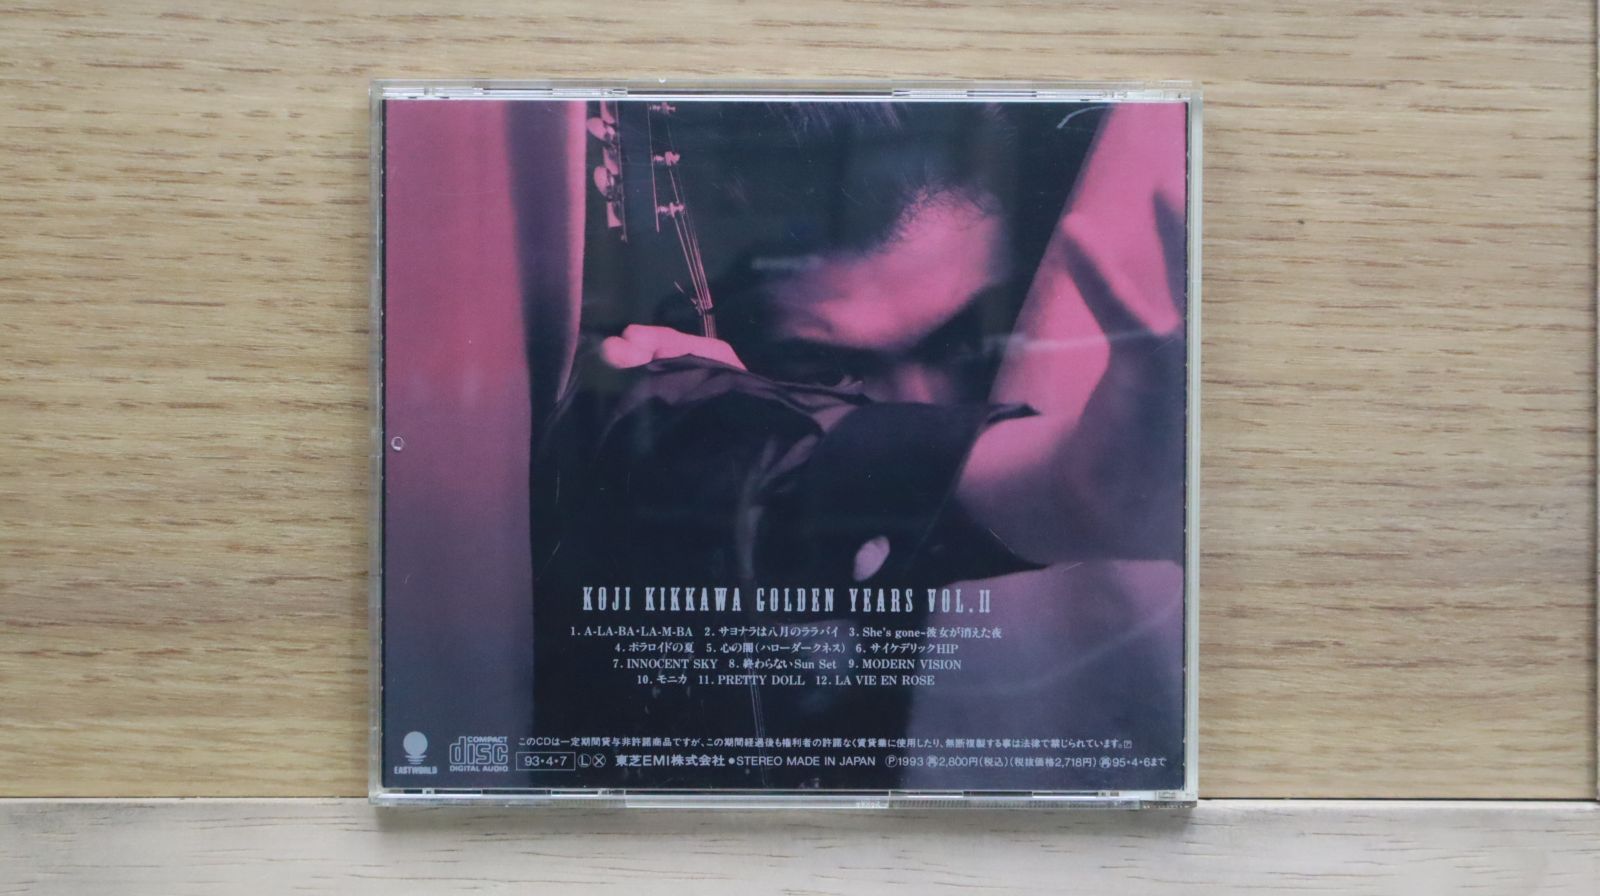 KOJI KIKKAWA GOLDEN YEARS VOL.II
1. A-LA-BA・LA-M-BA 2. サヨナラは八月のララバイ 3. She's gone-彼女が消えた夜
4. ポラロイドの夏 5. 心の闇(ハローダークネス) 6. サイケデリックHIP
7. INNOCENT SKY 8. 終わらないSun Set 9. MODERN VISION
10. モニカ 11. PRETTY DOLL 12. LA VIE EN ROSE
このCDは一定期間貸与非許諾商品ですが、この期間経過後も権利者の許諾なく賃貸業に使用したり、無断複製する事は法律で禁じられています。
EASTWORLD COMPACT disc DIGITAL AUDIO 93・4・7 Ⓛ 東芝EMI株式会社 ●STEREO MADE IN JAPAN Ⓟ1993 再2,800円(税込)(税抜価格2,718円) 再95・4・6まで